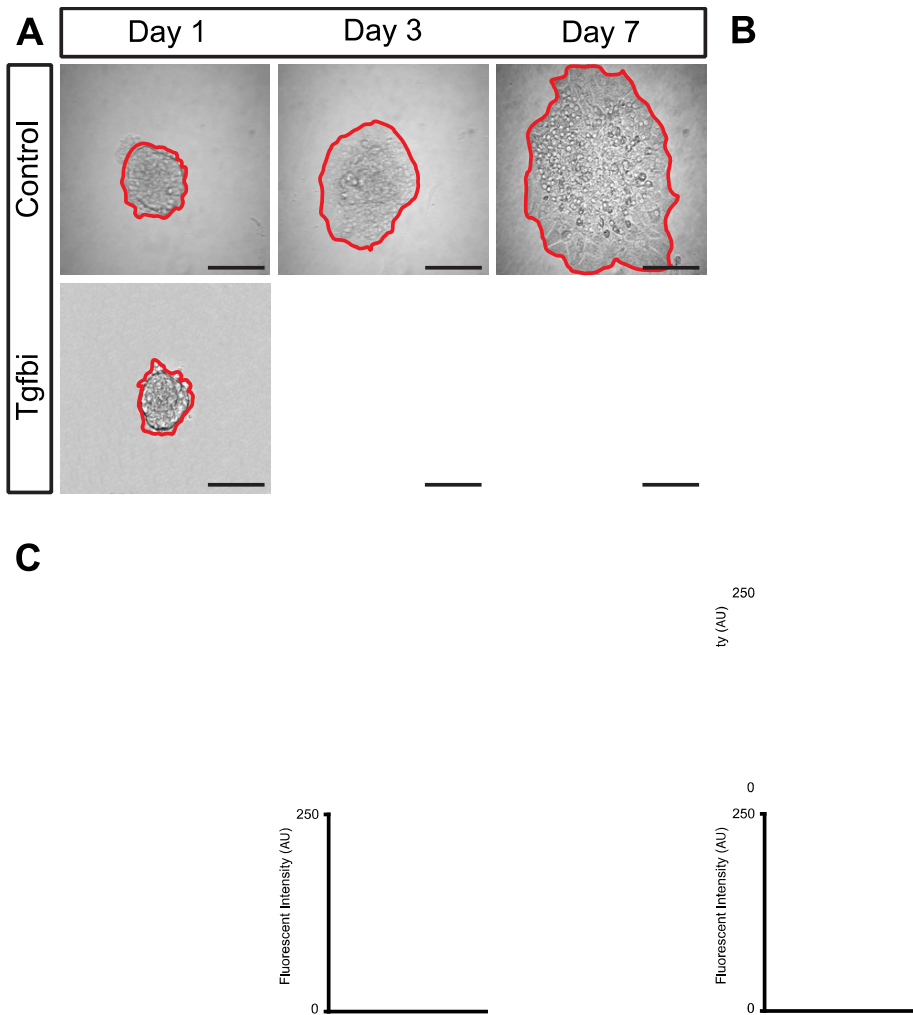 A
Day 1
Day 3
Day 7
B
Control
Tgfbi
C
250
ty (AU)
0
250
Fluorescent Intensity (AU)
0
250
Fluorescent Intensity (AU)
0